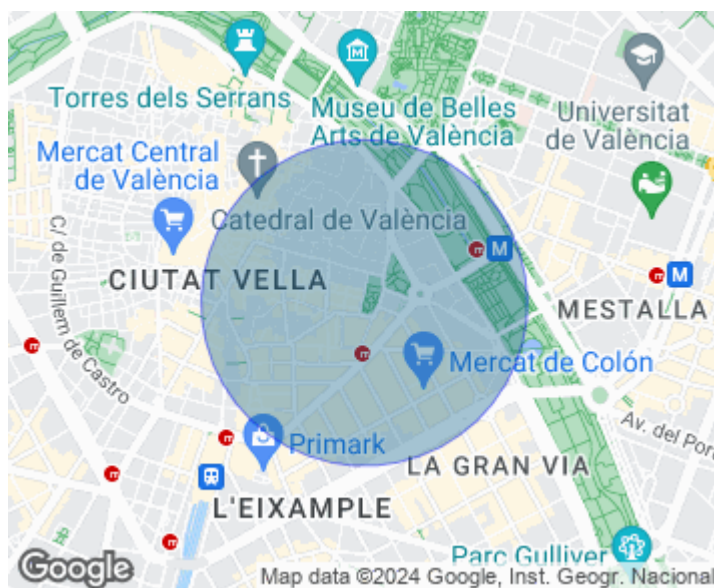 Torres dels Serrans
Museu de Belles
Arts de València
Universitat
de València
Mercat Central
de València
Catedral de València
C/ de Guillem de Castro
CIUTAT VELLA
M
M
MESTALLA
Mercat de Colón
Primark
Av. del Por
LA GRAN VIA
L'EIXAMPLE
Parc Gulliver
Google
Map data ©2024 Google, Inst. Geogr. Nacional